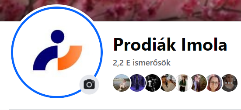 Prodiák Imola
2,2 E ismerősök